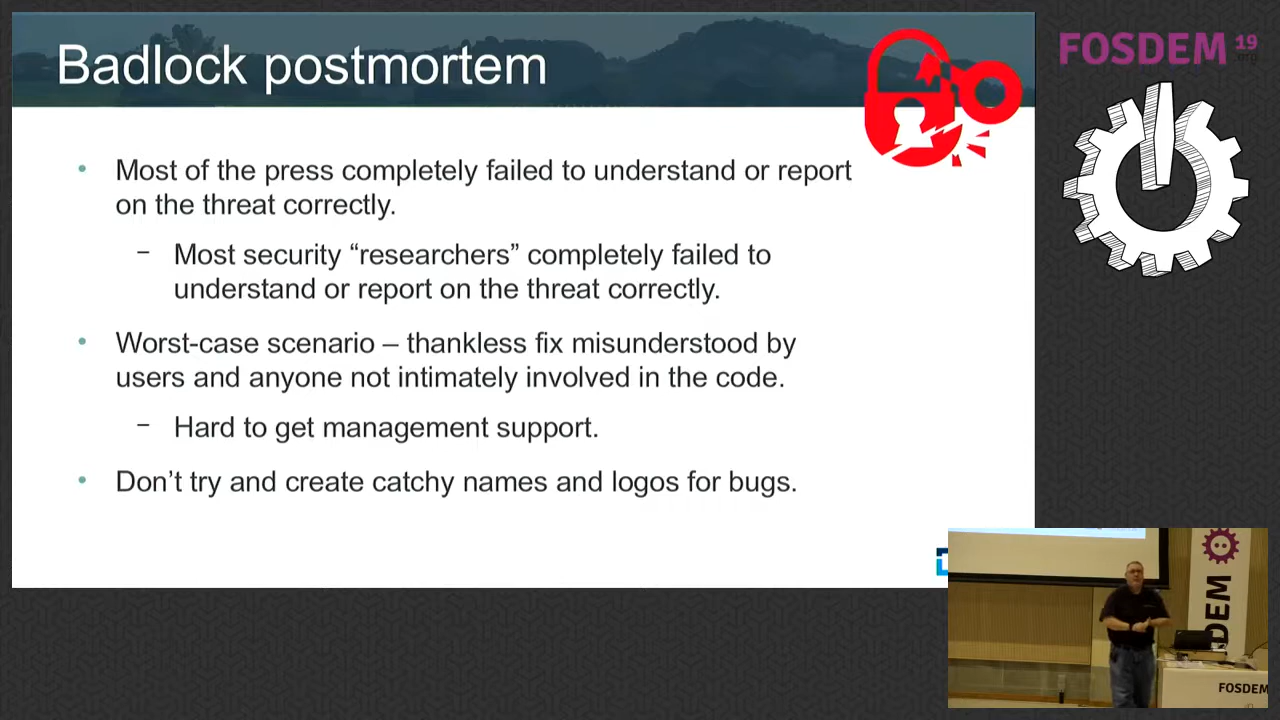 Badlock postmortem
FOSDEM 19
.org
• Most of the press completely failed to understand or report
on the threat correctly.
– Most security “researchers” completely failed to
understand or report on the threat correctly.
• Worst-case scenario – thankless fix misunderstood by
users and anyone not intimately involved in the code.
– Hard to get management support.
• Don’t try and create catchy names and logos for bugs.
DEM
FOSDEM